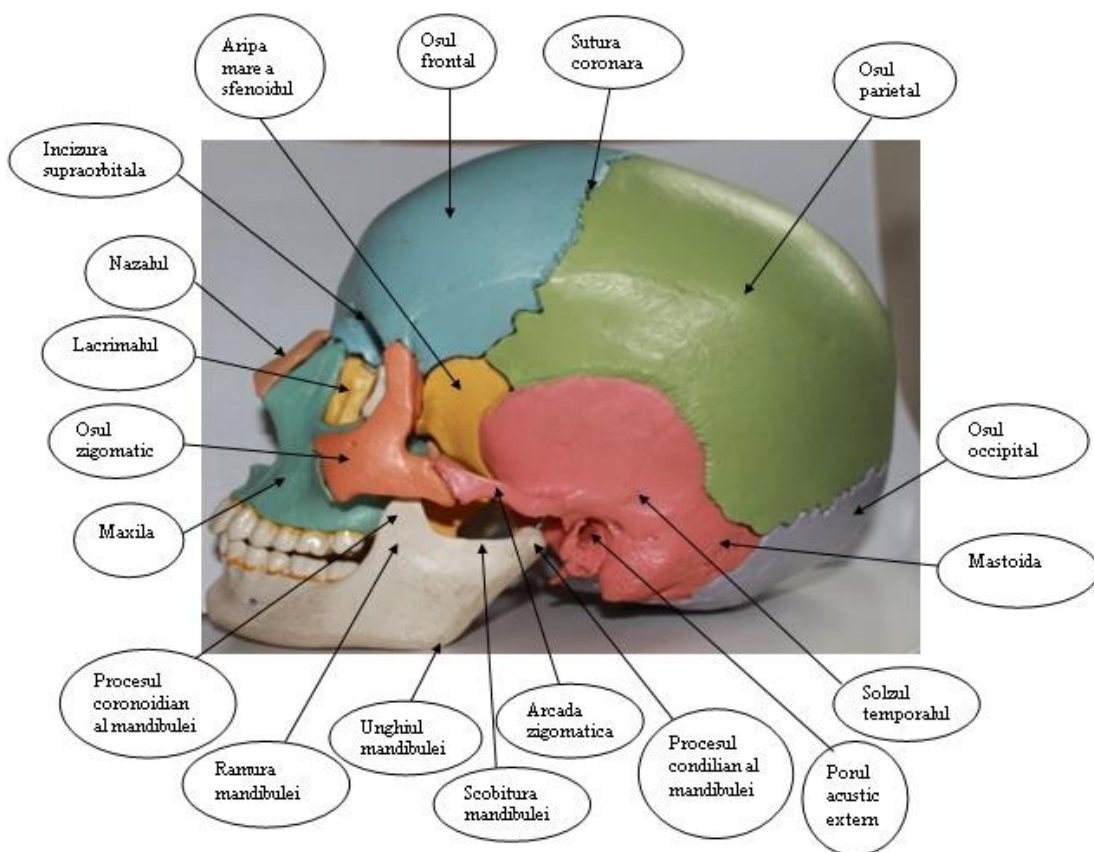 Aripa
mare a
sfenoidul
Osul
frontal
Sutura
coronara
Osul
parietal
Incizura
supraorbitala
Nazalul
Lacrimalul
Osul
zigomatic
Osul
occipital
Maxila
Mastoida
Procesul
coronoidian
al mandibulei
Ramura
mandibulei
Unghiul
mandibulei
Scobitura
mandibulei
Arcada
zigomatica
Procesul
condilian al
mandibulei
Solzul
temporalul
Porul
acustic
extern